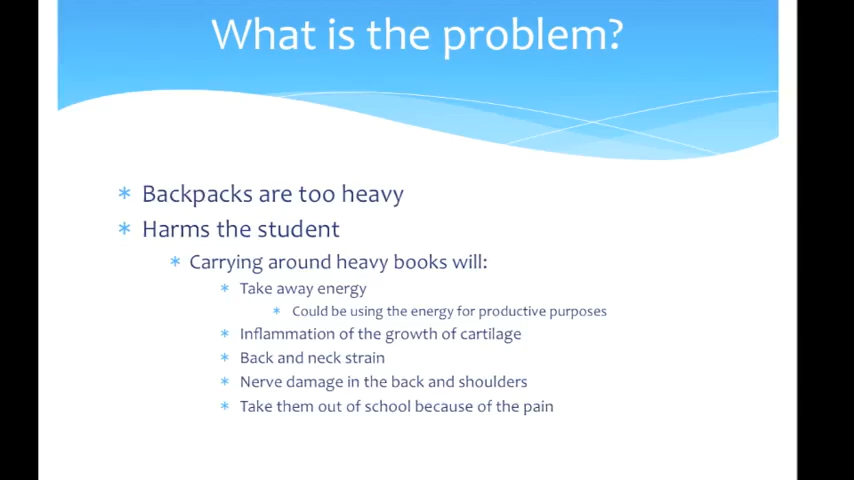 What is the problem?
* Backpacks are too heavy
* Harms the student
* Carrying around heavy books will:
* Take away energy
* Could be using the energy for productive purposes
* Inflammation of the growth of cartilage
* Back and neck strain
* Nerve damage in the back and shoulders
* Take them out of school because of the pain